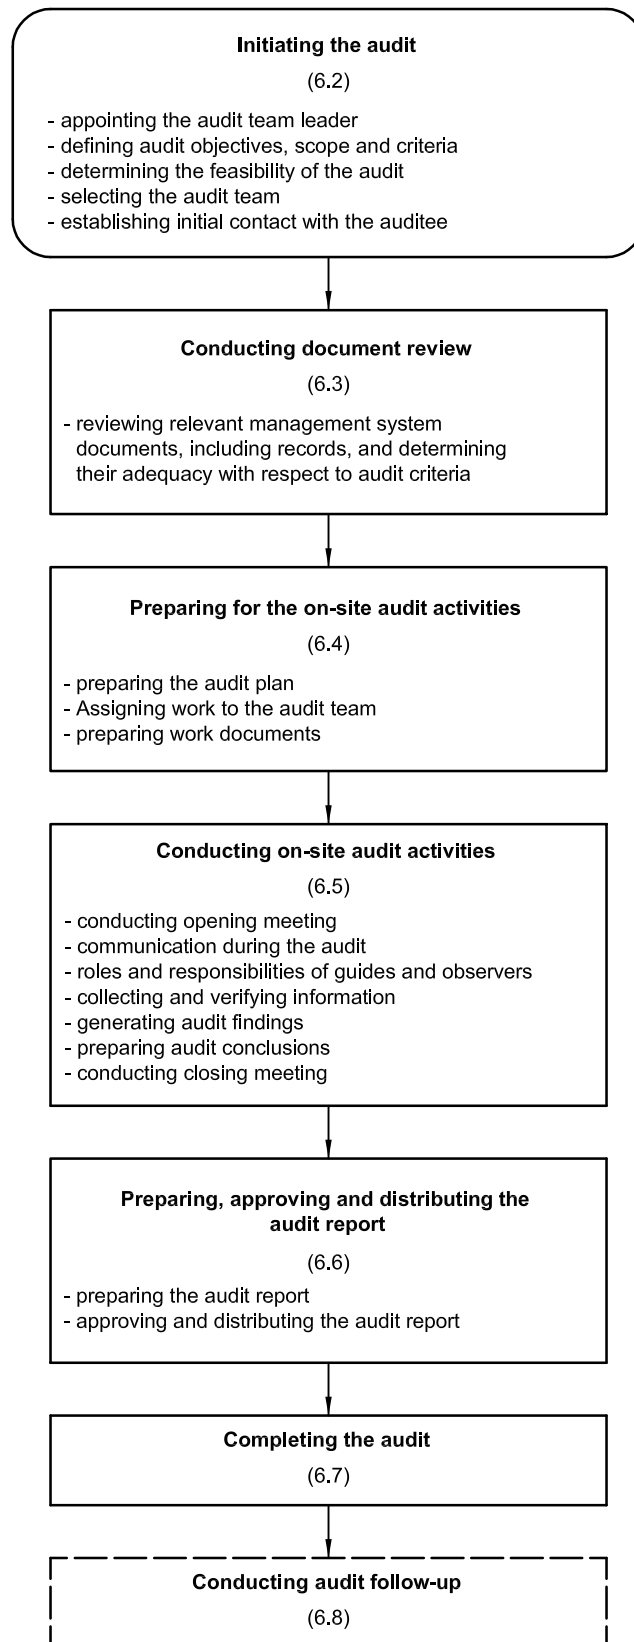 Initiating the audit
(6.2)
- appointing the audit team leader
- defining audit objectives, scope and criteria
- determining the feasibility of the audit
- selecting the audit team
- establishing initial contact with the auditee
Conducting document review
(6.3)
- reviewing relevant management system
documents, including records, and determining
their adequacy with respect to audit criteria
Preparing for the on-site audit activities
(6.4)
- preparing the audit plan
- Assigning work to the audit team
- preparing work documents
Conducting on-site audit activities
(6.5)
- conducting opening meeting
- communication during the audit
- roles and responsibilities of guides and observers
- collecting and verifying information
- generating audit findings
- preparing audit conclusions
- conducting closing meeting
Preparing, approving and distributing the
audit report
(6.6)
- preparing the audit report
- approving and distributing the audit report
Completing the audit
(6.7)
Conducting audit follow-up
(6.8)